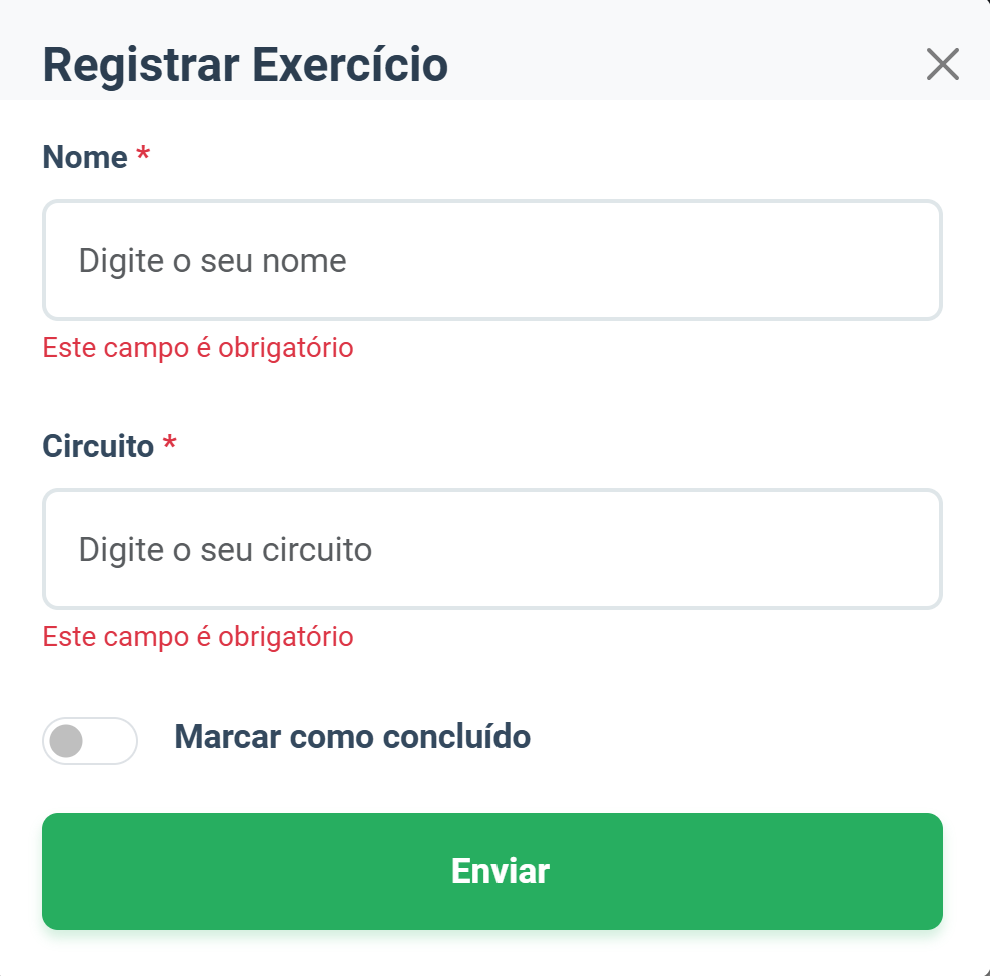 Registrar Exercício
Nome *
Digite o seu nome
Este campo é obrigatório
Circuito *
Digite o seu circuito
Este campo é obrigatório
Marcar como concluído
Enviar